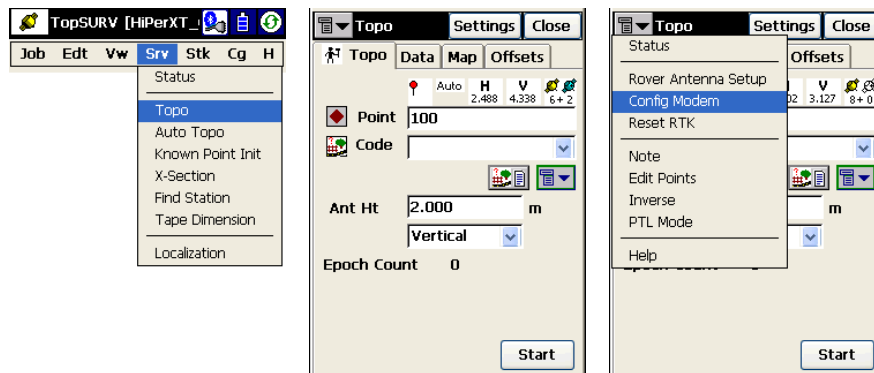 TopSURV [HiPerXT_
Job Edt Vw Srv Stk Cg H
Status
Topo
Auto Topo
Known Point Init
X-Section
Find Station
Tape Dimension
Localization
Topo Settings Close
Topo Data Map Offsets
Auto H 2.488 V 4.338 6+2
Point 100
Code
Ant Ht 2.000 m
Vertical
Epoch Count 0
Start
Topo Settings Close
Status
Offsets
Rover Antenna Setup
H V
02 3.127 8+0
Config Modem
Reset RTK
Note
Edit Points
Inverse
m
PTL Mode
Help
Start